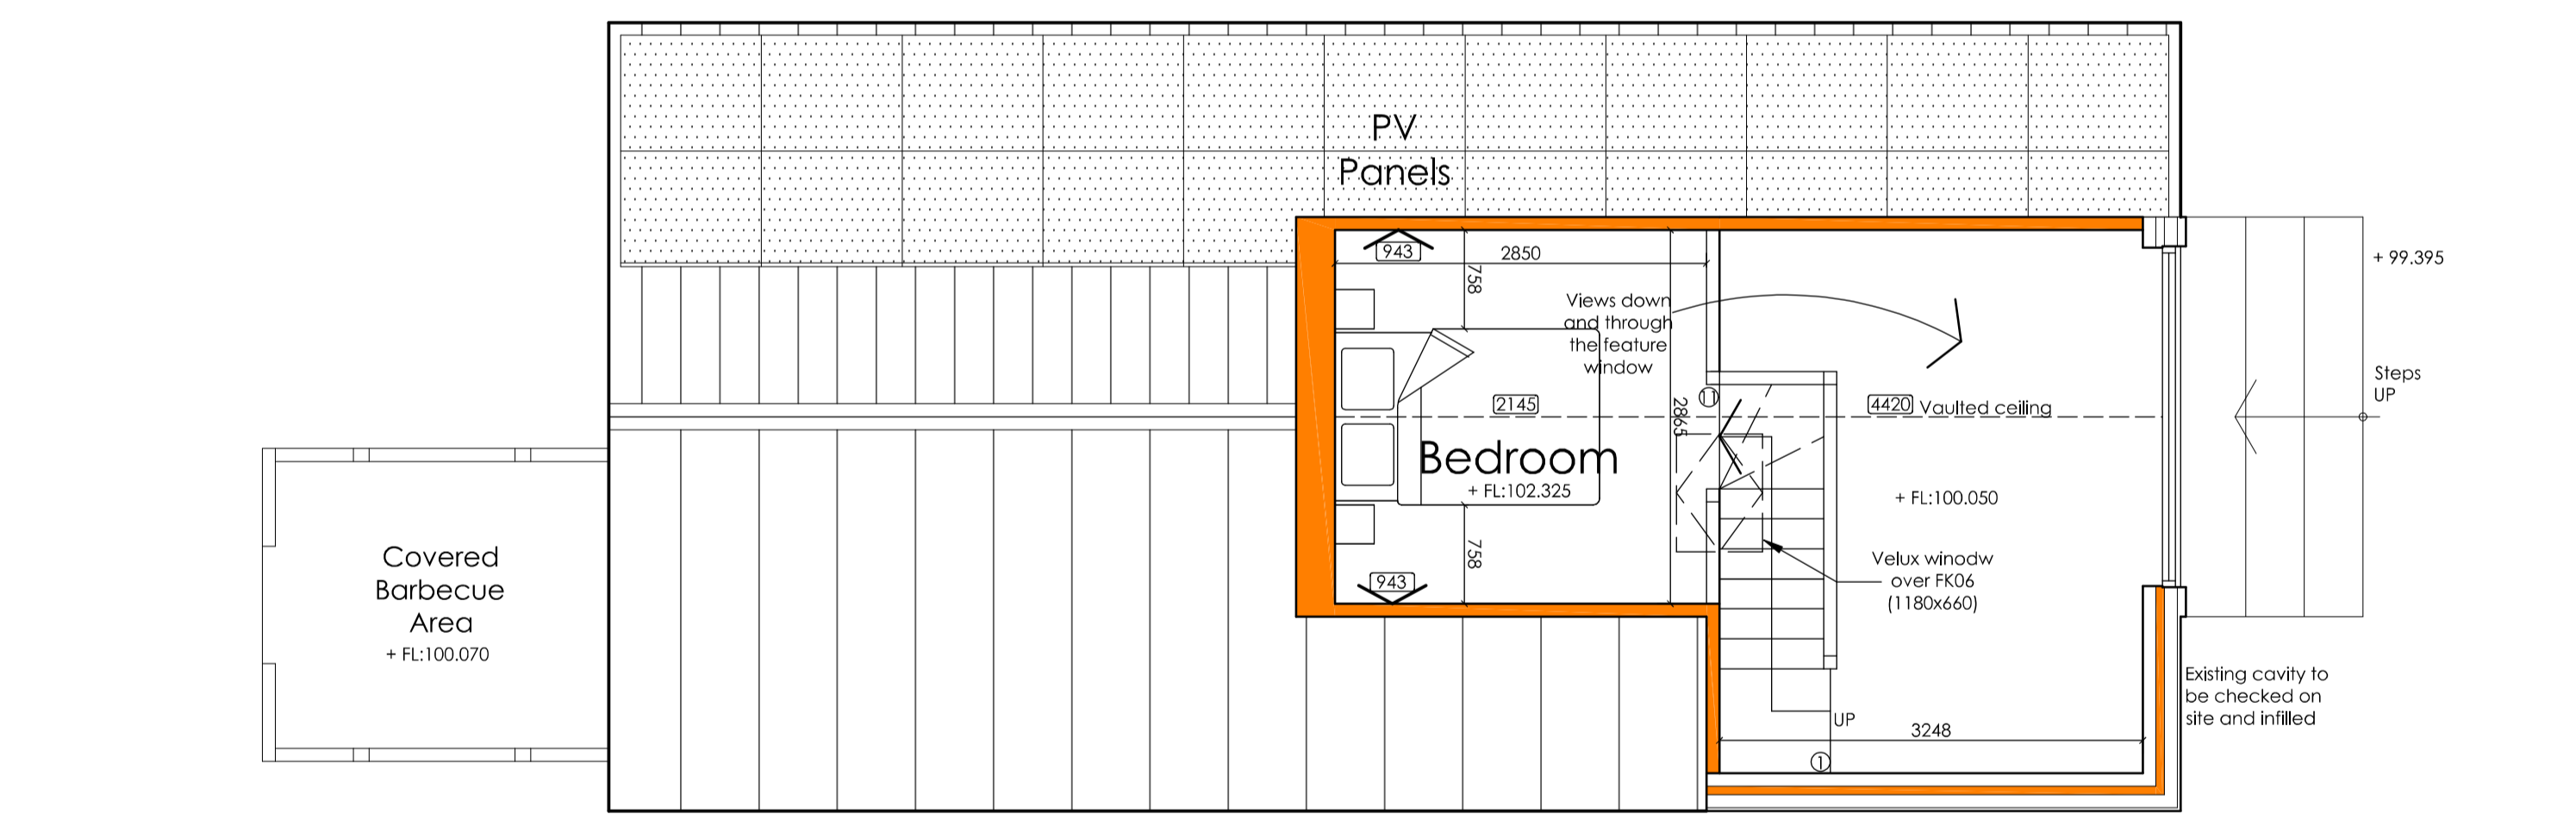 PV
Panels
943
2850
758
+ 99.395
Views down
and through
the feature
window
Steps
UP
2145
2865
11
4420 Vaulted ceiling
Bedroom
+ FL:102.325
+ FL:100.050
Covered
Barbecue
Area
+ FL:100.070
758
943
Velux winodw
over FK06
(1180x660)
Existing cavity to
be checked on
site and infilled
UP
3248
1